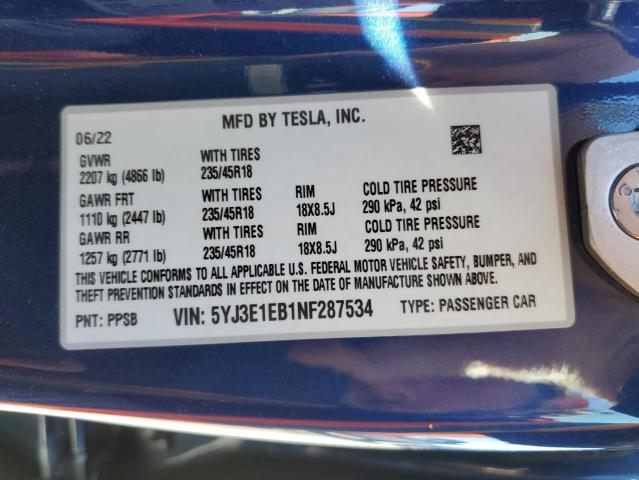 MFD BY TESLA, INC.
06/22
GVWR WITH TIRES
2207 kg (4866 lb) 235/45R18
GAWR FRT WITH TIRES RIM COLD TIRE PRESSURE
1110 kg (2447 lb) 235/45R18 18X8.5J 290 kPa, 42 psi
GAWR RR WITH TIRES RIM COLD TIRE PRESSURE
1257 kg (2771 lb) 235/45R18 18X8.5J 290 kPa, 42 psi
THIS VEHICLE CONFORMS TO ALL APPLICABLE U.S. FEDERAL MOTOR VEHICLE SAFETY, BUMPER, AND
THEFT PREVENTION STANDARDS IN EFFECT ON THE DATE OF MANUFACTURE SHOWN ABOVE.
PNT: PPSB VIN: 5YJ3E1EB1NF287534 TYPE: PASSENGER CAR